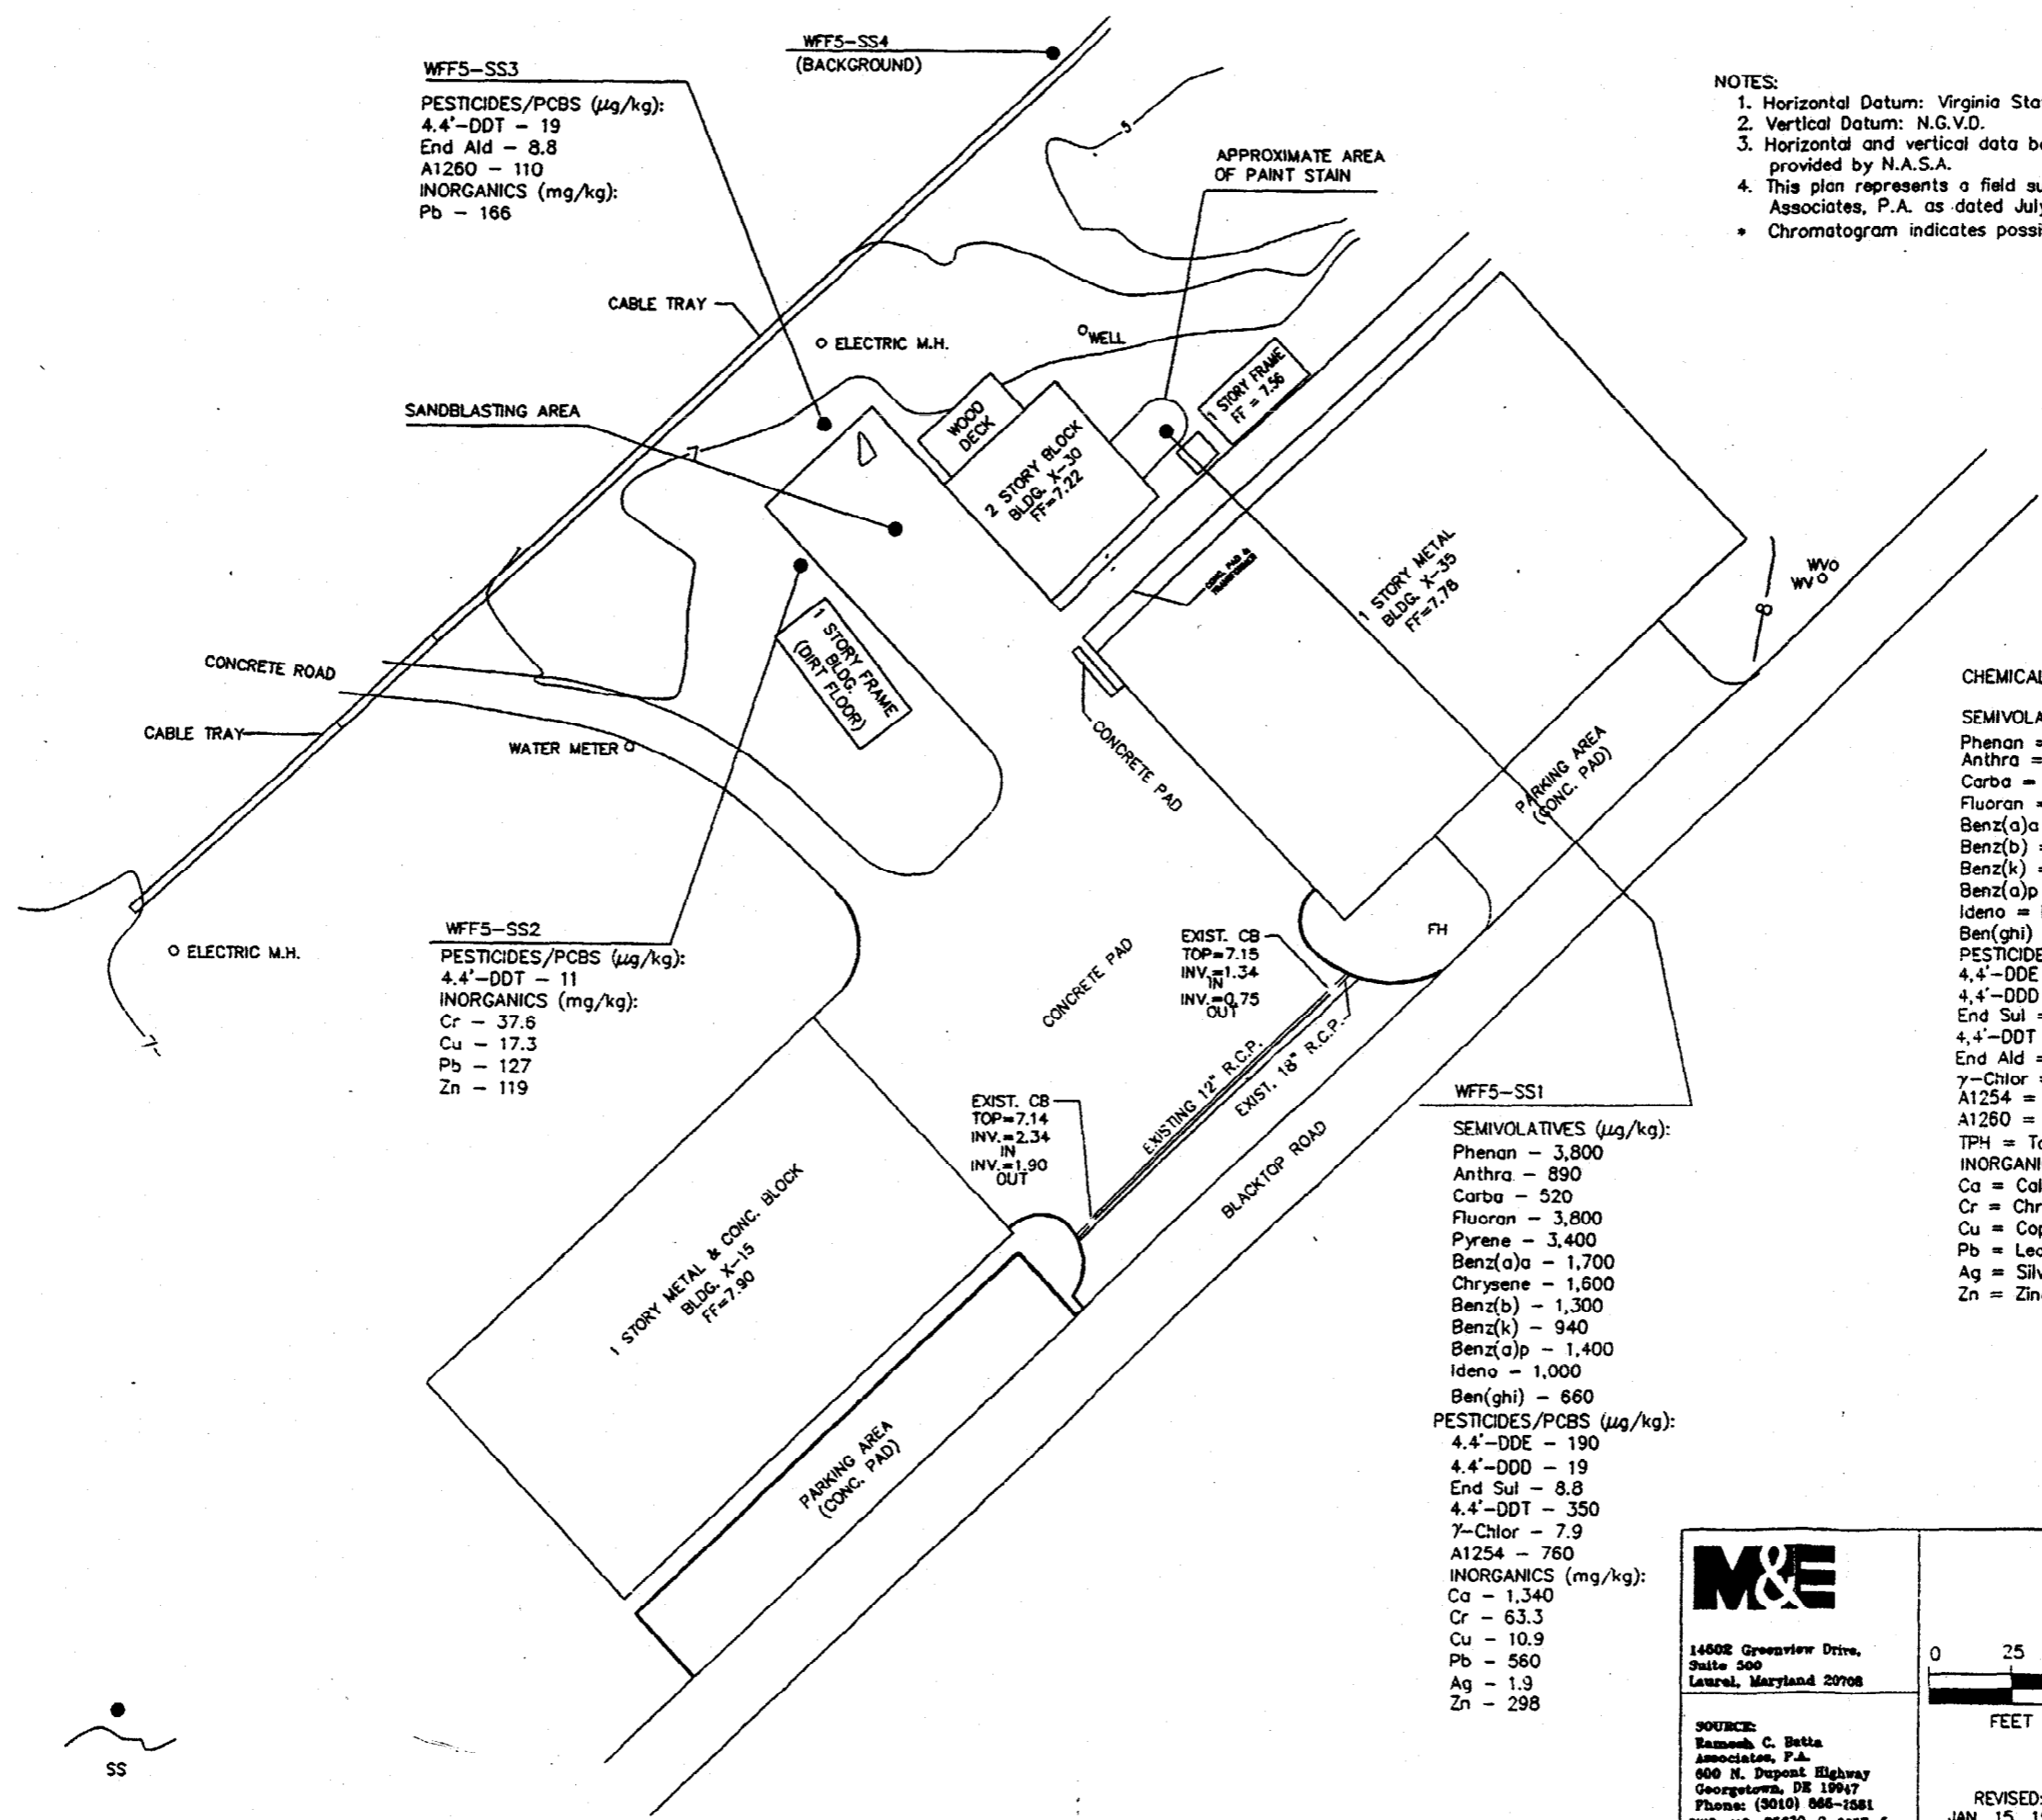 WFF5-SS4
(BACKGROUND)
WFF5-SS3
PESTICIDES/PCBS (µg/kg):
4.4'-DDT - 19
End Ald - 8.8
A1260 - 110
INORGANICS (mg/kg):
Pb - 166
NOTES:
1. Horizontal Datum: Virginia Sta
2. Vertical Datum: N.G.V.D.
3. Horizontal and vertical data b
provided by N.A.S.A.
4. This plan represents a field su
Associates, P.A. as dated July
* Chromatogram indicates possi
5
APPROXIMATE AREA
OF PAINT STAIN
CABLE TRAY
ELECTRIC M.H.
WELL
SANDBLASTING AREA
7
WOOD
DECK
1 STORY FRAME
FF = 7.56
2 STORY BLOCK
BLDG. X-30
FF=7.22
CONC. PAD &
TRANSFORMER
1 STORY METAL
BLDG. X-35
FF=7.78
WV
WV
8
1 STORY FRAME
BLDG.
(DIRT FLOOR)
CONCRETE ROAD
CABLE TRAY
WATER METER
CONCRETE PAD
PARKING AREA
(CONC. PAD)
CHEMICAL
SEMIVOLA
Phenan =
Anthra =
Carba =
Fluoran =
Benz(a)a
Benz(b) =
Benz(k) =
Benz(a)p
Ideno =
Ben(ghi)
PESTICIDE
4,4'-DDE
4,4'-DDD
End Sul =
4,4'-DDT
End Ald =
γ-Chlor =
A1254 =
A1260 =
TPH = To
INORGANI
Ca = Cal
Cr = Chr
Cu = Cop
Pb = Lea
Ag = Silv
Zn = Zin
ELECTRIC M.H.
7
WFF5-SS2
PESTICIDES/PCBS (µg/kg):
4.4'-DDT - 11
INORGANICS (mg/kg):
Cr - 37.6
Cu - 17.3
Pb - 127
Zn - 119
CONCRETE PAD
EXIST. CB
TOP=7.15
INV.=1.34
IN
INV.=0.75
OUT
FH
EXISTING 12" R.C.P.
EXIST. 18" R.C.P.
BLACKTOP ROAD
EXIST. CB
TOP=7.14
INV.=2.34
IN
INV.=1.90
OUT
1 STORY METAL & CONC. BLOCK
BLDG. X-15
FF=7.90
PARKING AREA
(CONC. PAD)
WFF5-SS1
SEMIVOLATIVES (µg/kg):
Phenan - 3,800
Anthra - 890
Carba - 520
Fluoran - 3,800
Pyrene - 3,400
Benz(a)a - 1,700
Chrysene - 1,600
Benz(b) - 1,300
Benz(k) - 940
Benz(a)p - 1,400
Ideno - 1,000
Ben(ghi) - 660
PESTICIDES/PCBS (µg/kg):
4.4'-DDE - 190
4.4'-DDD - 19
End Sul - 8.8
4.4'-DDT - 350
γ-Chlor - 7.9
A1254 - 760
INORGANICS (mg/kg):
Ca - 1,340
Cr - 63.3
Cu - 10.9
Pb - 560
Ag - 1.9
Zn - 298
SS
M&E
14502 Greenview Drive,
Suite 500
Laurel, Maryland 20708
0 25
FEET
SOURCE:
Ramesh C. Batta
Associates, P.A.
600 N. Dupont Highway
Georgetown, DE 19947
Phone: (3010) 856-2581
REVISED
JAN. 15, 1